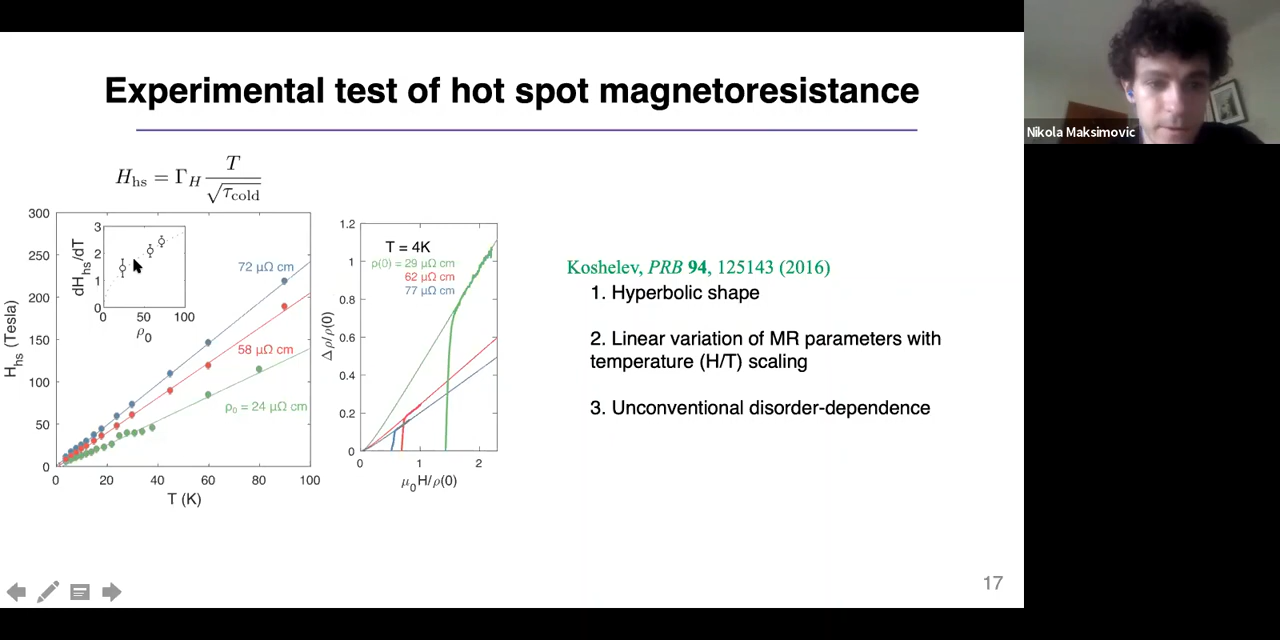 Experimental test of hot spot magnetoresistance
H_hs = Γ_H T/√τ_cold
300
250
200
150
100
50
0
H_hs (Tesla)
0 20 40 60 80 100
T (K)
72 μΩ cm
58 μΩ cm
ρ₀ = 24 μΩ cm
3
2
1
0
dH_hs/dT
0 50 100
ρ₀
1.2
1
0.8
0.6
0.4
0.2
0
Δρ/ρ(0)
T = 4K
ρ(0) = 29 μΩ cm
62 μΩ cm
77 μΩ cm
0 1 2
μ₀H/ρ(0)
Koshelev, PRB 94, 125143 (2016)
1. Hyperbolic shape
2. Linear variation of MR parameters with
temperature (H/T) scaling
3. Unconventional disorder-dependence
17
Nikola Maksimovic